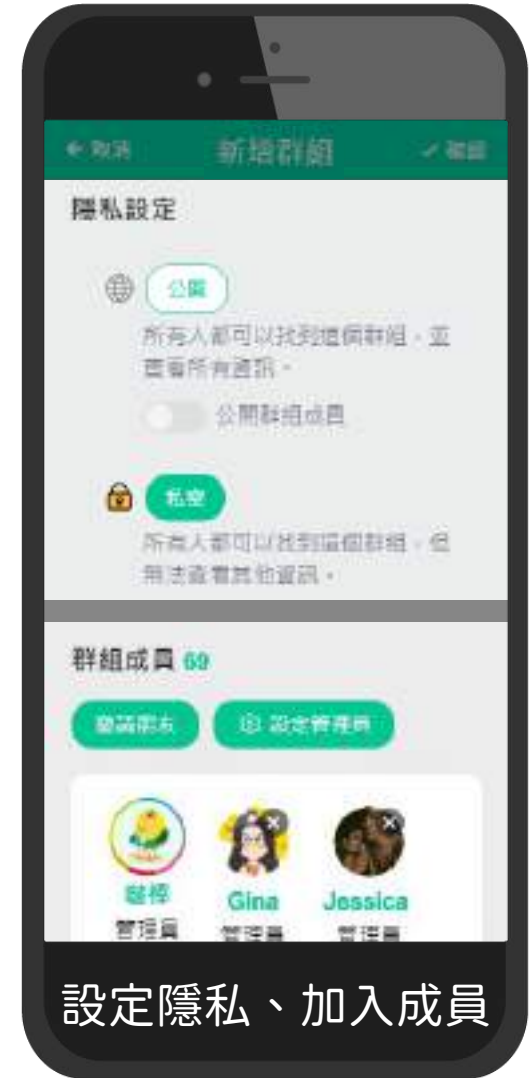 取消 新增群組 確認
隱私設定
公開
所有人都可以找到這個群組，並
查看所有資訊。
公開群組成員
私密
所有人都可以找到這個群組，但
無法查看其他資訊。
群組成員 69
邀請朋友 設定管理員
Gina Jessica
管理員 管理員 管理員
設定隱私、加入成員